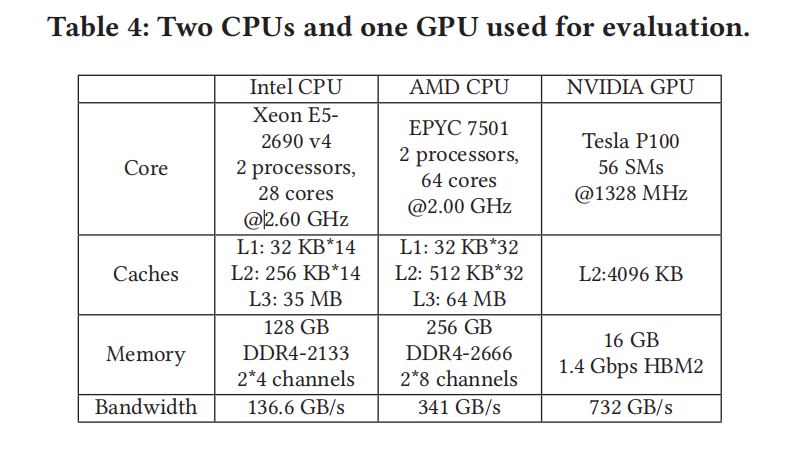 Table 4: Two CPUs and one GPU used for evaluation.
Intel CPU AMD CPU NVIDIA GPU
Core
Xeon E5-
2690 v4
2 processors,
28 cores
@2.60 GHz
EPYC 7501
2 processors,
64 cores
@2.00 GHz
Tesla P100
56 SMs
@1328 MHz
Caches
L1: 32 KB*14
L2: 256 KB*14
L3: 35 MB
L1: 32 KB*32
L2: 512 KB*32
L3: 64 MB
L2:4096 KB
Memory
128 GB
DDR4-2133
2*4 channels
256 GB
DDR4-2666
2*8 channels
16 GB
1.4 Gbps HBM2
Bandwidth 136.6 GB/s 341 GB/s 732 GB/s